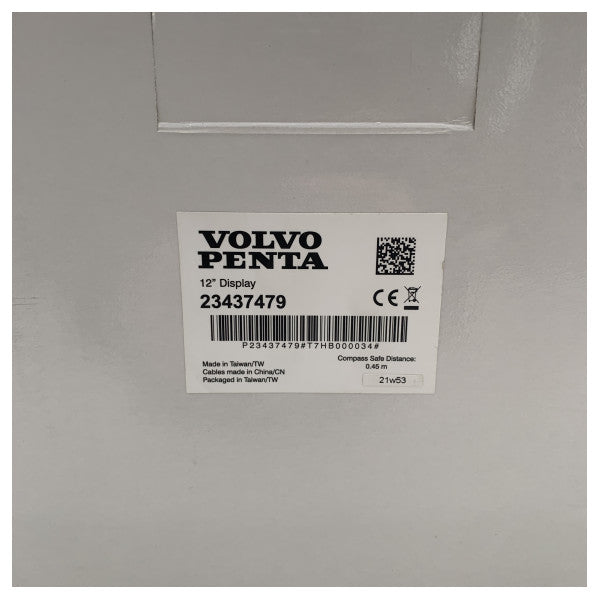 VOLVO
PENTA
12" Display
23437479
CE
P23437479#T7HB000034#
Made in Taiwan/TW
Cables made in China/CN
Packaged in Taiwan/TW
Compass Safe Distance:
0.45 m
21w53